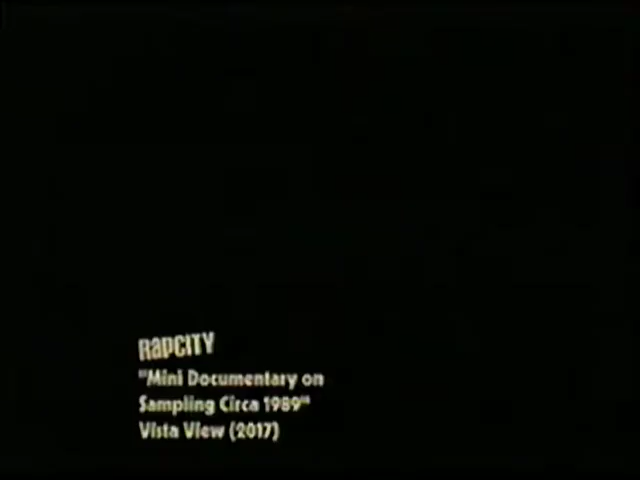 RaPCITY
"Mini Documentary on
Sampling Circa 1989"
Vista View (2017)